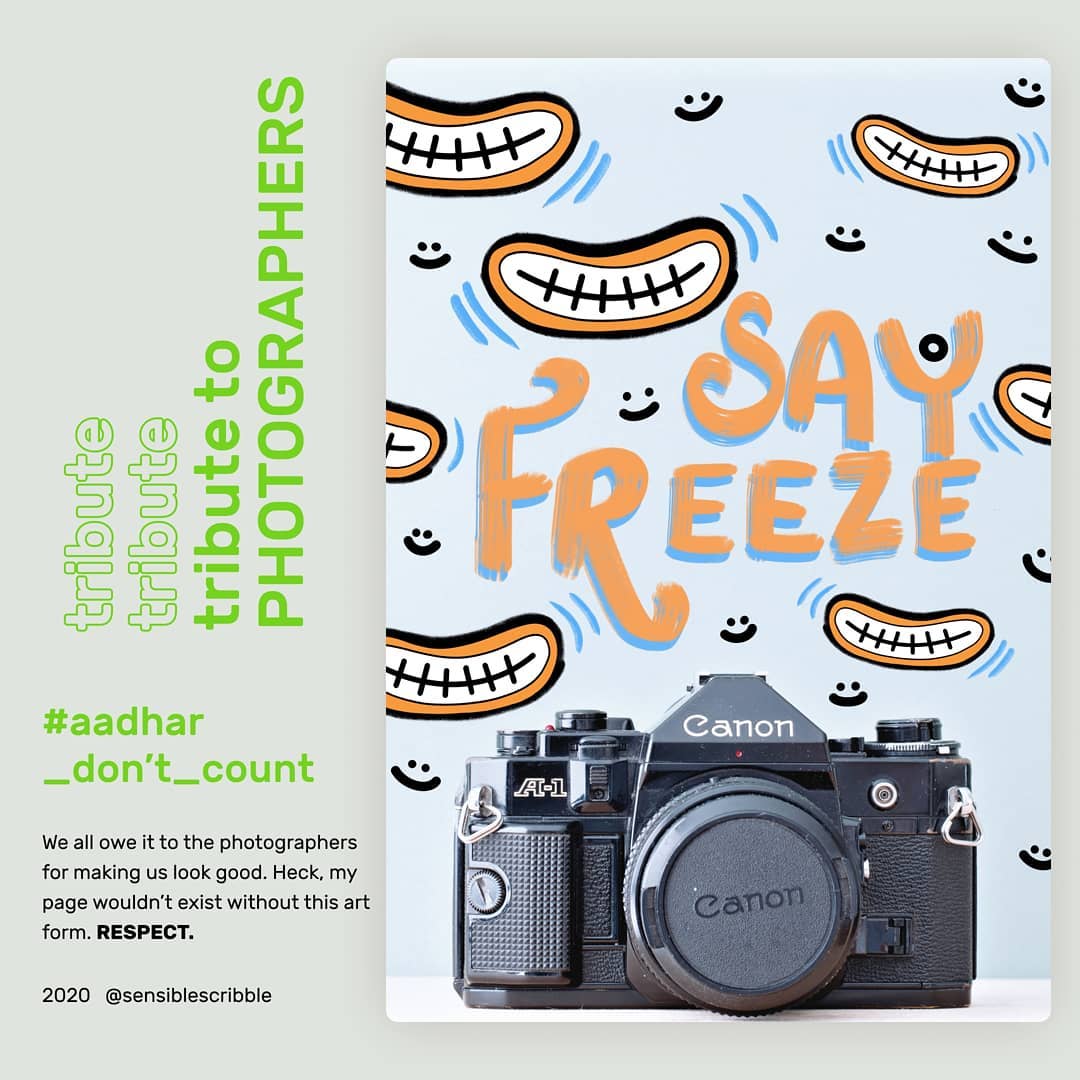 tribute
tribute
tribute to
PHOTOGRAPHERS
#aadhar
_don’t_count
We all owe it to the photographers
for making us look good. Heck, my
page wouldn’t exist without this art
form. RESPECT.
2020 @sensiblescribble
SAY
FREEZE
Canon
A-1
Canon